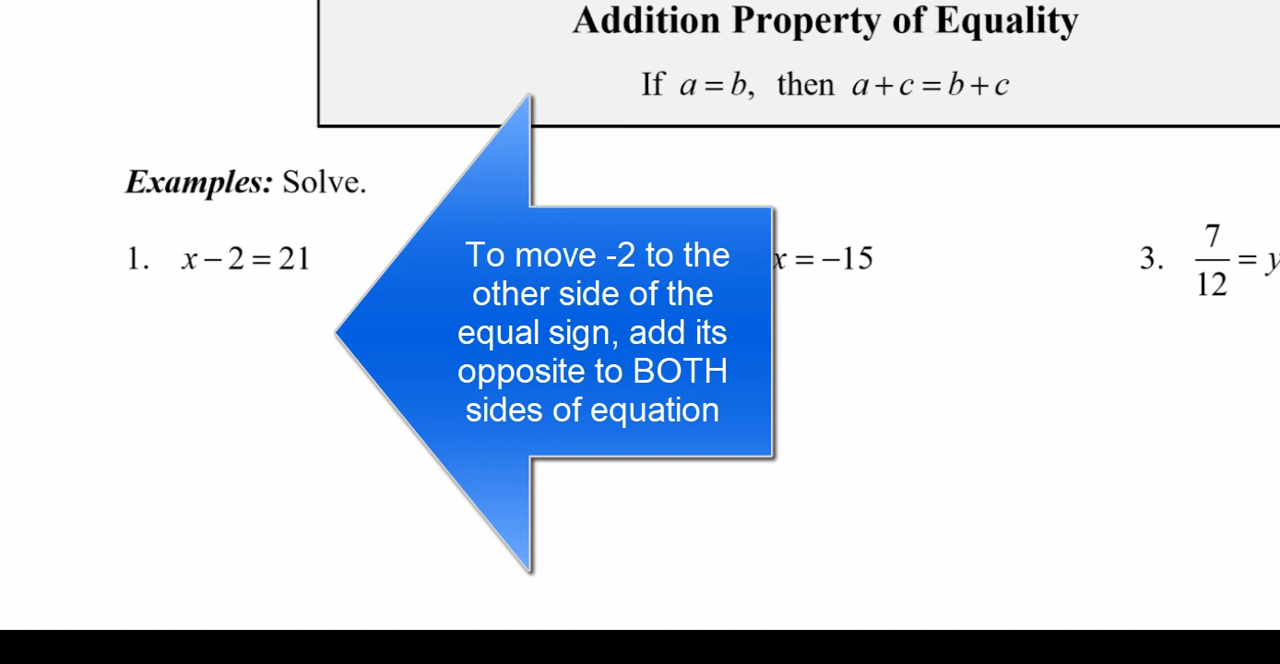 Addition Property of Equality
If a = b, then a + c = b + c
Examples: Solve.
1. x − 2 = 21
To move -2 to the
other side of the
equal sign, add its
opposite to BOTH
sides of equation
x = −15
3. 7/12 = y